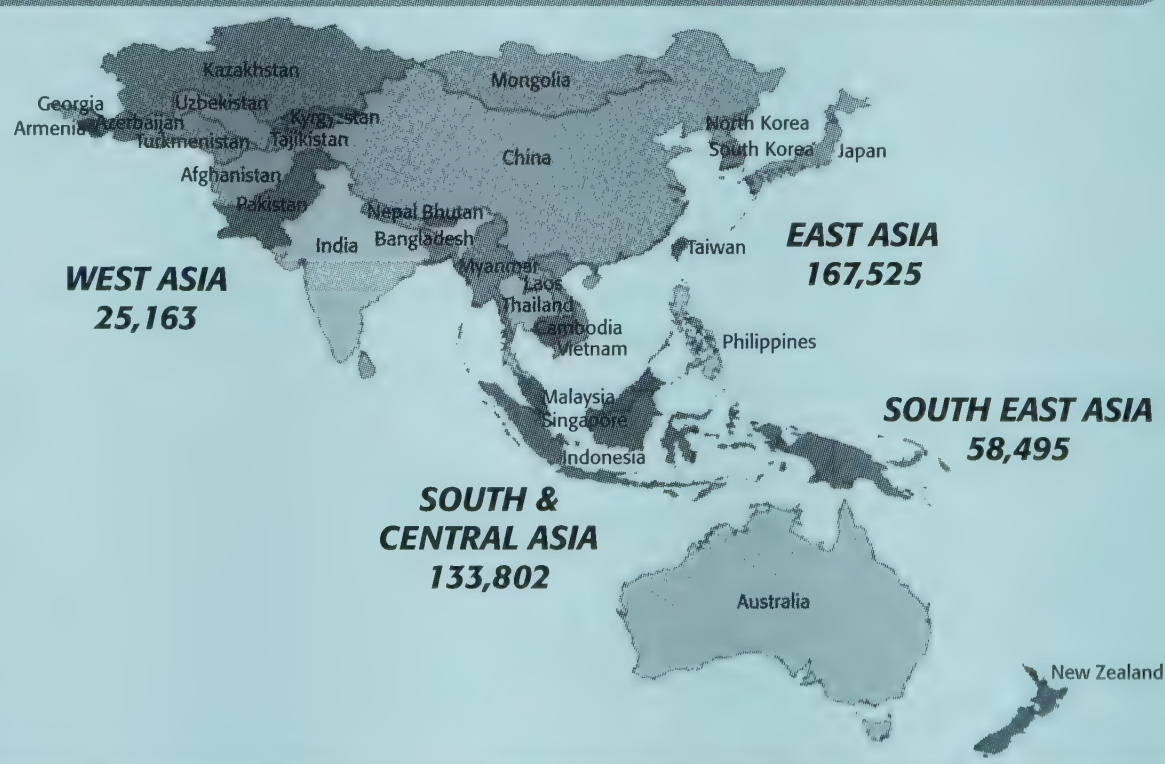 Kazakhstan
Mongolia
Georgia
Uzbekistan
Armenia
Azerbaijan
Kyrgyzstan
Turkmenistan
Tajikistan
North Korea
South Korea
Japan
China
Afghanistan
Pakistan
Nepal Bhutan
India
Bangladesh
Taiwan
EAST ASIA
167,525
Myanmar
WEST ASIA
25,163
Laos
Thailand
Cambodia
Vietnam
Philippines
Malaysia
Singapore
Indonesia
SOUTH EAST ASIA
58,495
SOUTH &
CENTRAL ASIA
133,802
Australia
New Zealand